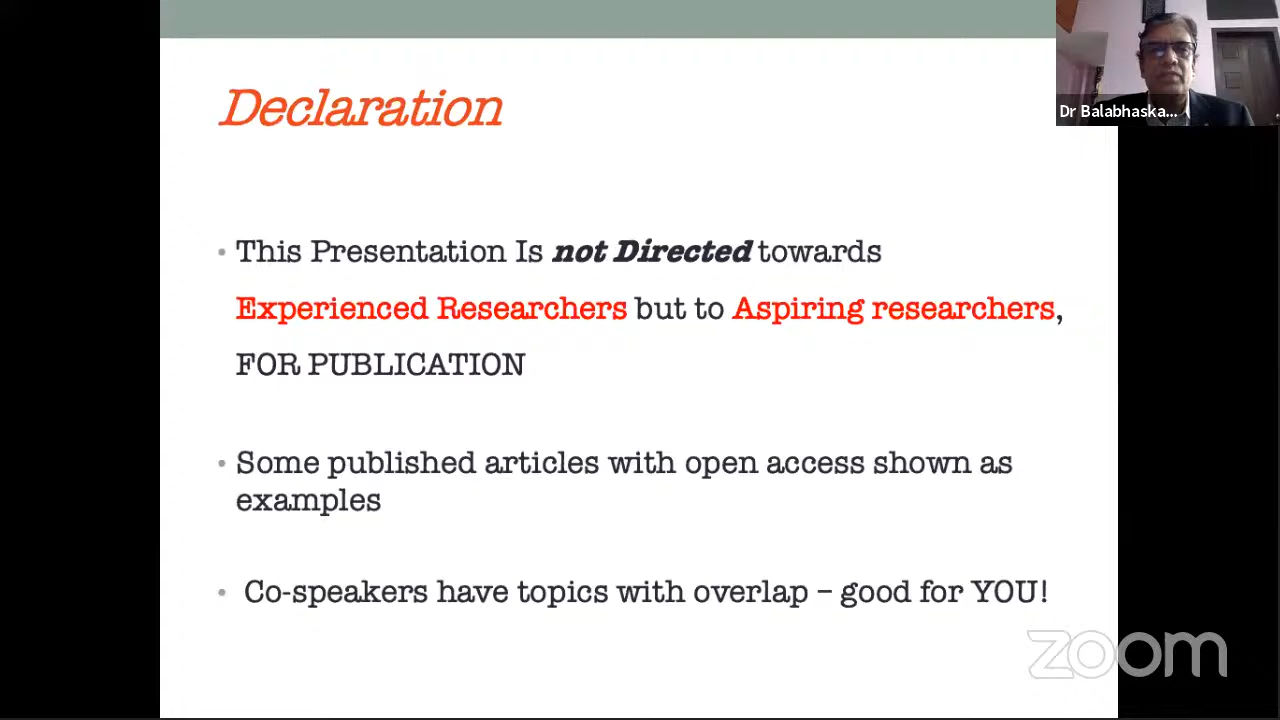 Declaration
Dr Balabhaska...
• This Presentation Is not Directed towards
Experienced Researchers but to Aspiring researchers,
FOR PUBLICATION
• Some published articles with open access shown as
examples
• Co-speakers have topics with overlap – good for YOU!
zoom